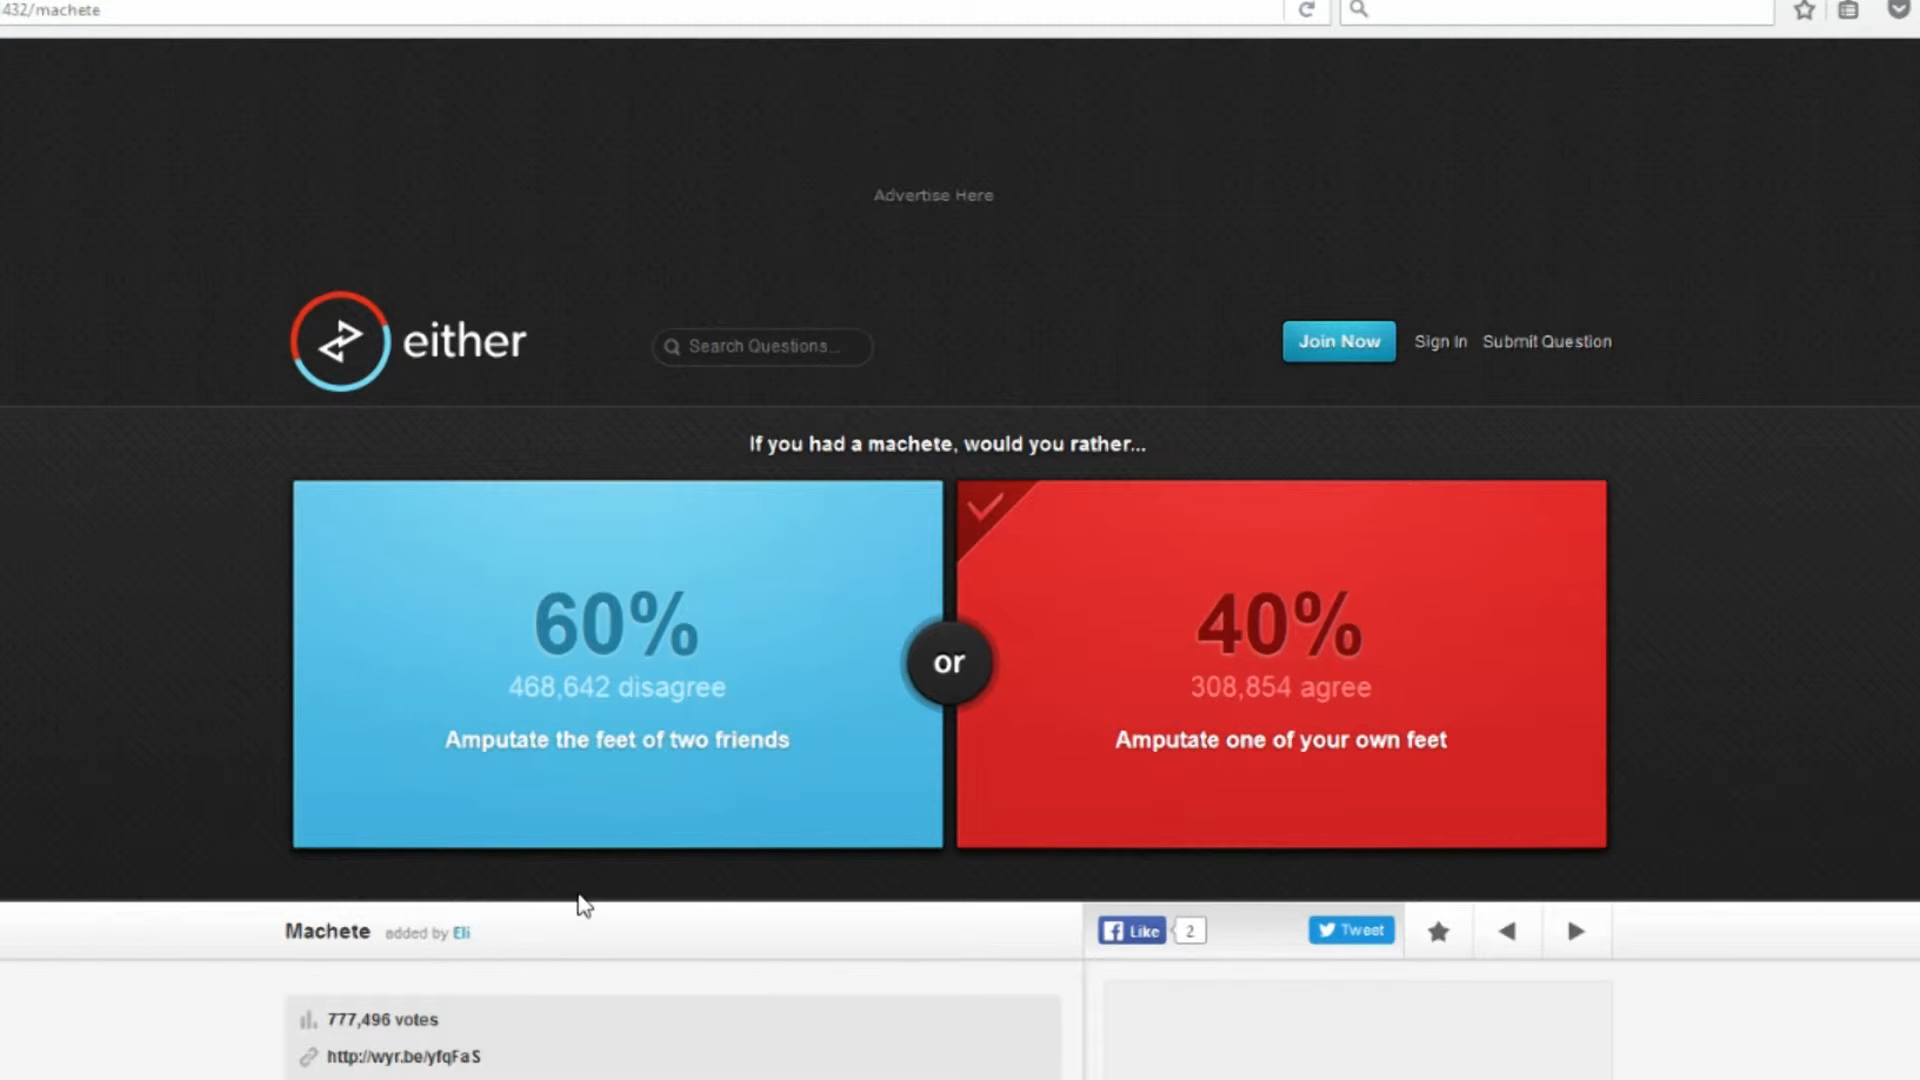 432/machete
Advertise Here
either
Search Questions...
Join Now
Sign In
Submit Question
If you had a machete, would you rather...
60%
468,642 disagree
Amputate the feet of two friends
or
40%
308,854 agree
Amputate one of your own feet
Machete added by Eli
Like
2
Tweet
777,496 votes
http://wyr.be/yfqFaS